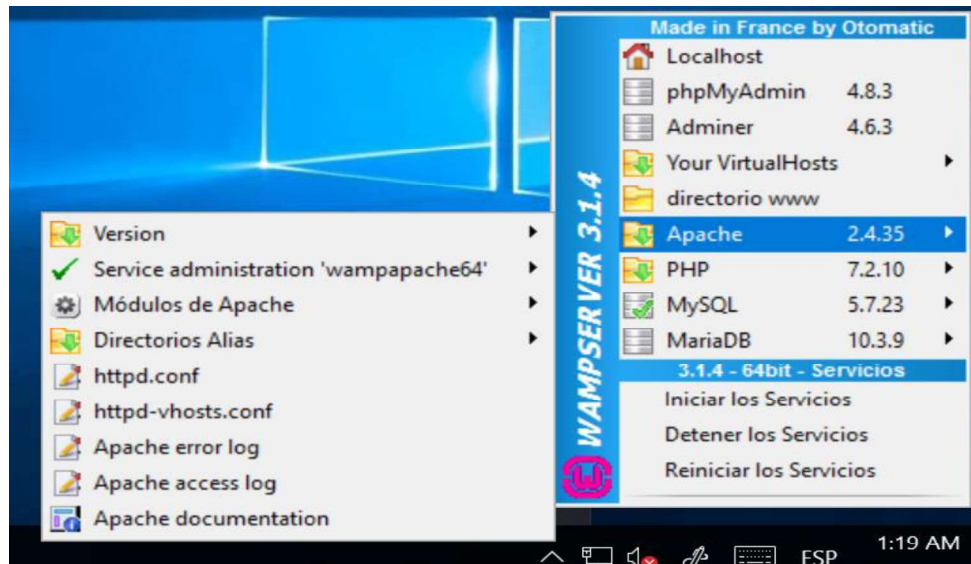 Made in France by Otomatic
Localhost
phpMyAdmin 4.8.3
Adminer 4.6.3
Your VirtualHosts
directorio www
Apache 2.4.35
PHP 7.2.10
MySQL 5.7.23
MariaDB 10.3.9
3.1.4 - 64bit - Servicios
Iniciar los Servicios
Detener los Servicios
Reiniciar los Servicios
WAMPSERVER 3.1.4
Version
Service administration 'wampapache64'
Módulos de Apache
Directorios Alias
httpd.conf
httpd-vhosts.conf
Apache error log
Apache access log
Apache documentation
ESP
1:19 AM